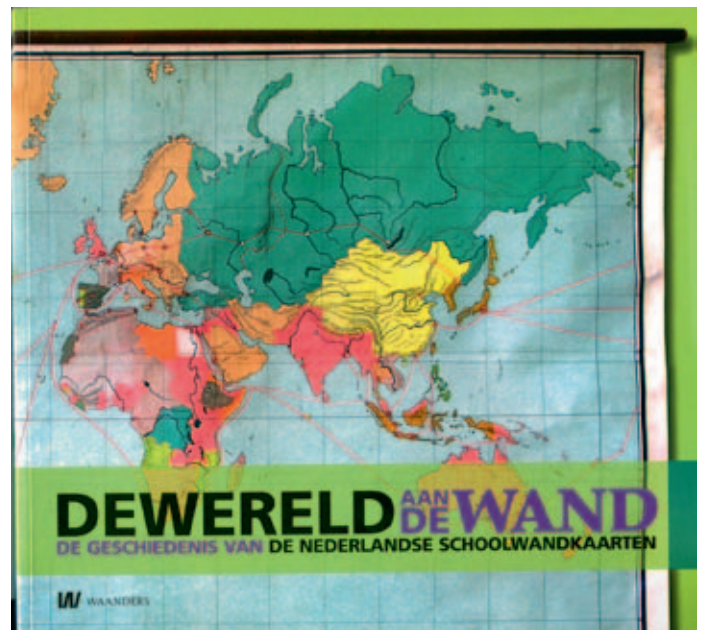 DEWERELD AAN DE WAND
DE GESCHIEDENIS VAN DE NEDERLANDSE SCHOOLWANDKAARTEN
W WAANDERS